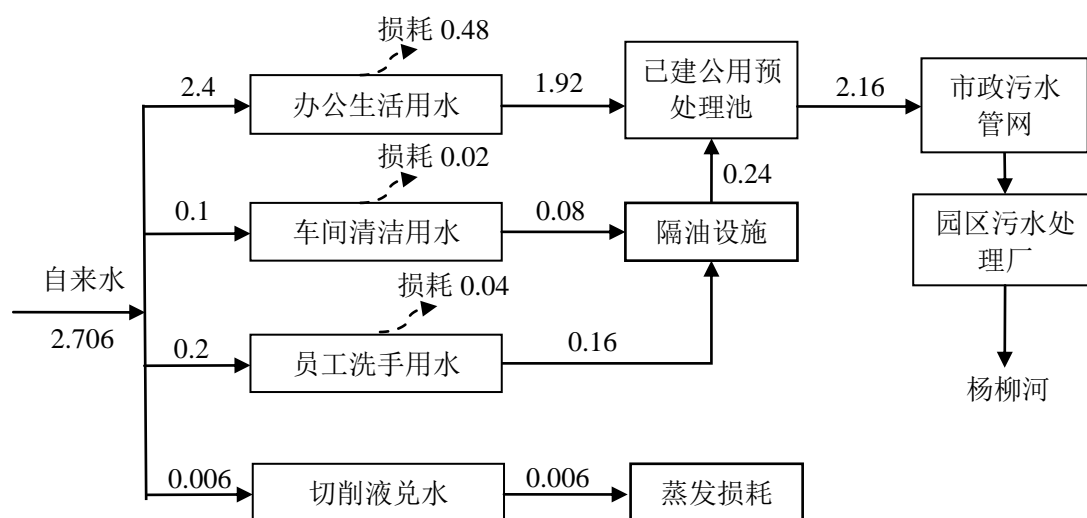 损耗 0.48
2.4
办公生活用水
1.92
已建公用预
处理池
2.16
市政污水
管网
损耗 0.02
0.24
0.1
车间清洁用水
0.08
隔油设施
园区污水处
理厂
自来水
2.706
损耗 0.04
0.2
员工洗手用水
0.16
杨柳河
0.006
切削液兑水
0.006
蒸发损耗